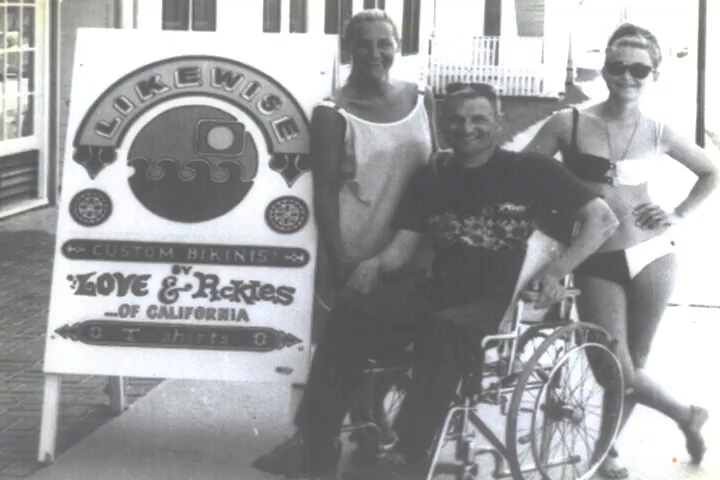 LIKEWISE
CUSTOM BIKINIS
BY
LOVE & PICKLES
...OF CALIFORNIA
T Shirts